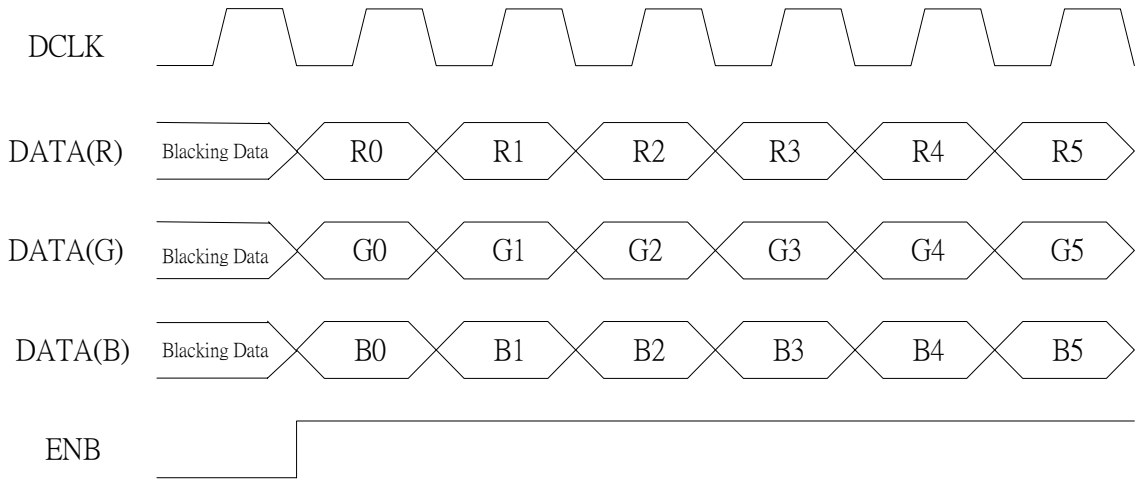 DCLK
DATA(R) Blacking Data R0 R1 R2 R3 R4 R5
DATA(G) Blacking Data G0 G1 G2 G3 G4 G5
DATA(B) Blacking Data B0 B1 B2 B3 B4 B5
ENB